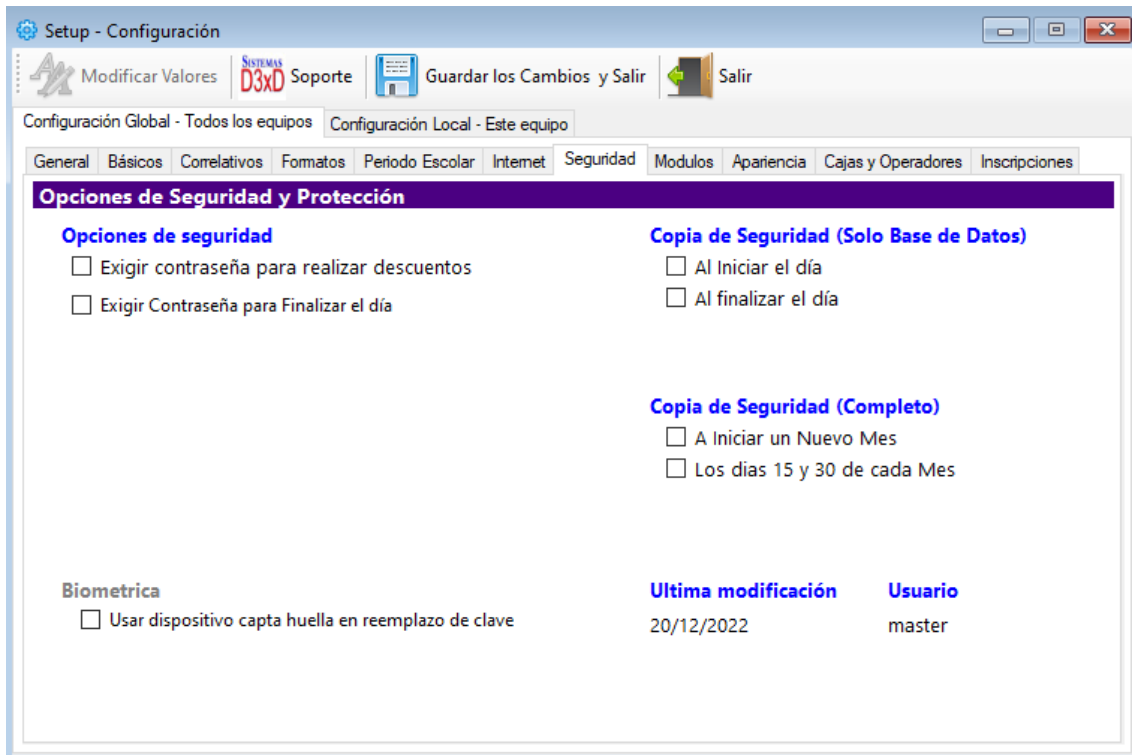 Setup - Configuración
Modificar Valores SISTEMAS D3xD Soporte Guardar los Cambios y Salir Salir
Configuración Global - Todos los equipos Configuración Local - Este equipo
General Básicos Correlativos Formatos Periodo Escolar Internet Seguridad Modulos Apariencia Cajas y Operadores Inscripciones
Opciones de Seguridad y Protección
Opciones de seguridad
Exigir contraseña para realizar descuentos
Exigir Contraseña para Finalizar el día
Copia de Seguridad (Solo Base de Datos)
Al Iniciar el día
Al finalizar el día
Copia de Seguridad (Completo)
A Iniciar un Nuevo Mes
Los dias 15 y 30 de cada Mes
Biometrica
Usar dispositivo capta huella en reemplazo de clave
Ultima modificación Usuario
20/12/2022 master